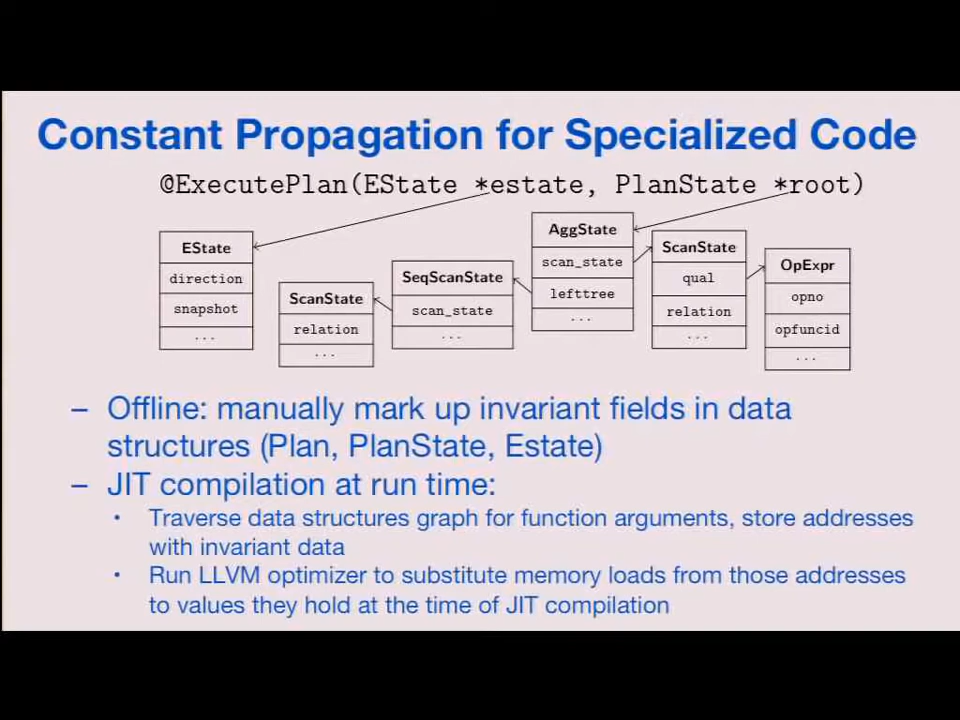 Constant Propagation for Specialized Code
@ExecutePlan(EState *estate, PlanState *root)
EState
direction
snapshot
...
ScanState
relation
...
SeqScanState
scan_state
...
AggState
scan_state
lefttree
...
ScanState
qual
relation
...
OpExpr
opno
opfuncid
...
– Offline: manually mark up invariant fields in data
structures (Plan, PlanState, Estate)
– JIT compilation at run time:
• Traverse data structures graph for function arguments, store addresses
with invariant data
• Run LLVM optimizer to substitute memory loads from those addresses
to values they hold at the time of JIT compilation